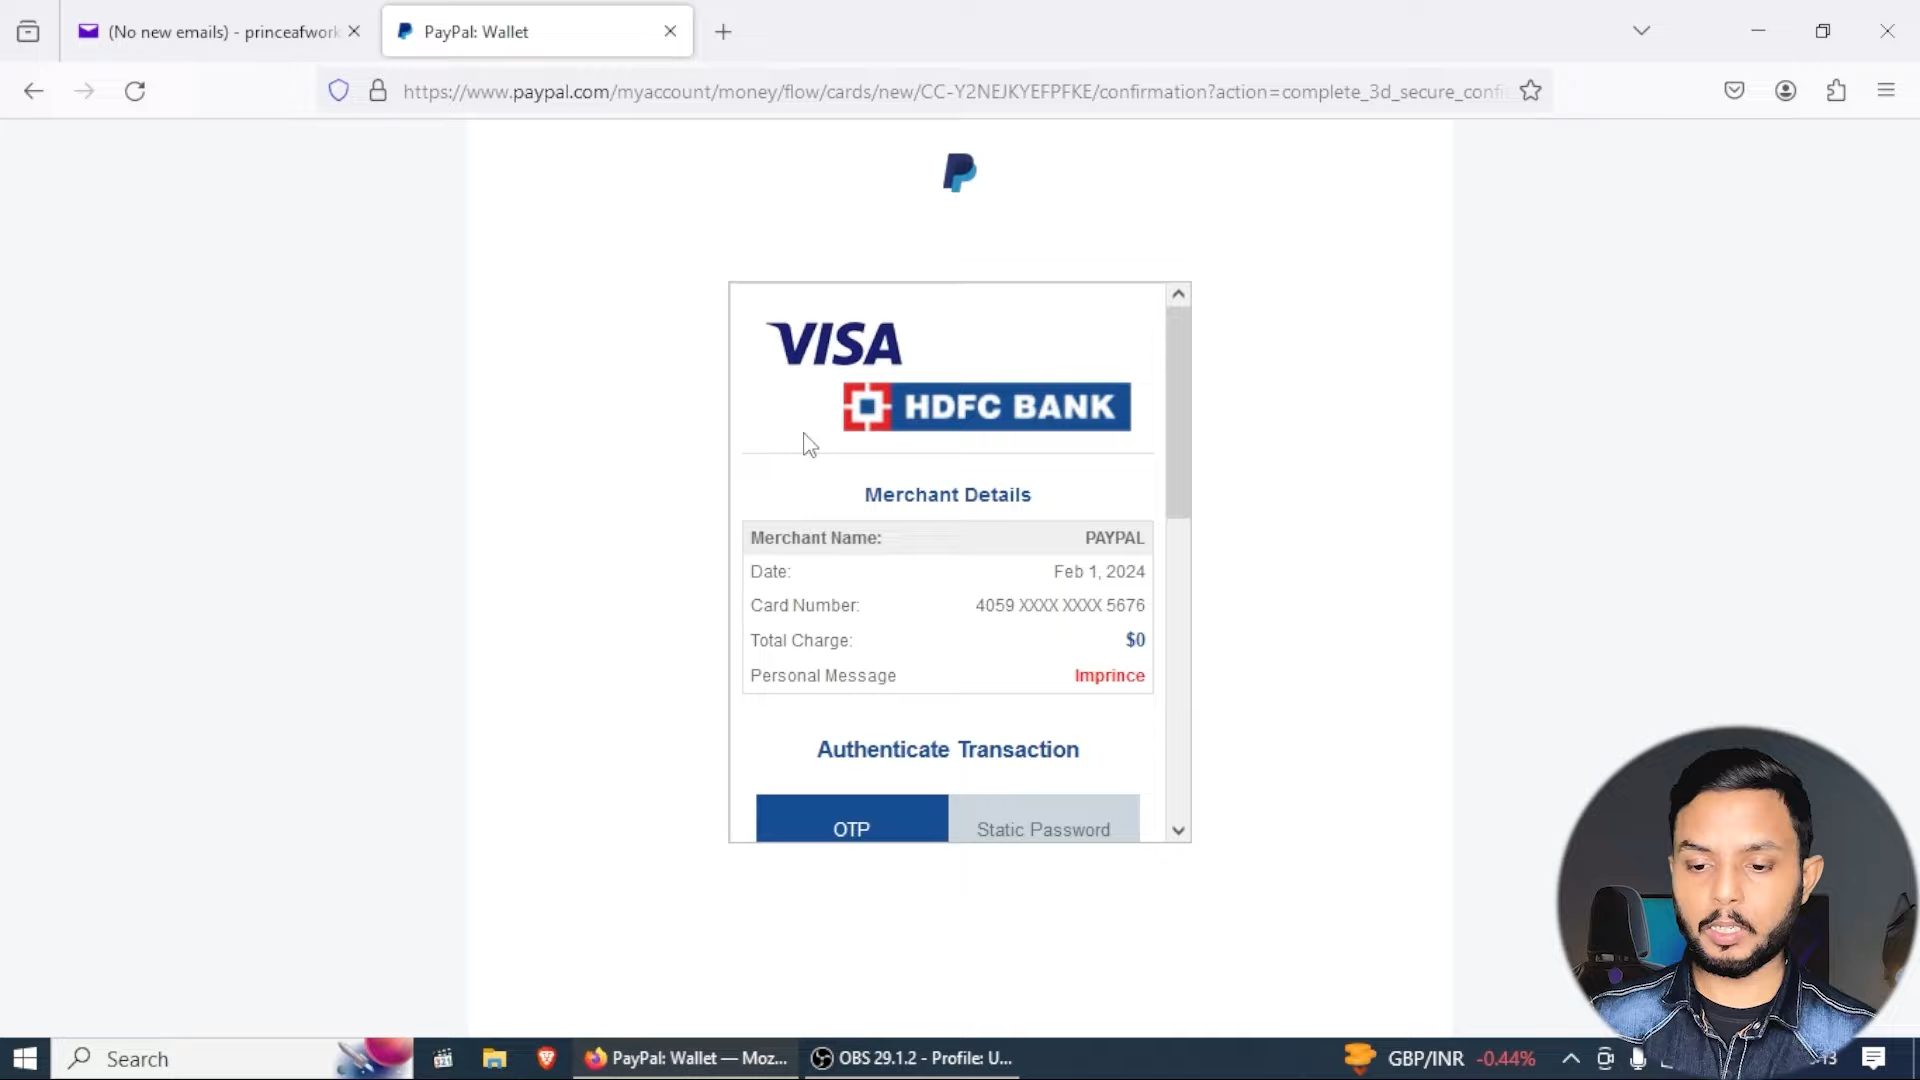 (No new emails) - princeafwork
PayPal: Wallet
https://www.paypal.com/myaccount/money/flow/cards/new/CC-Y2NEJKYEFPFKE/confirmation?action=complete_3d_secure_confi
VISA
HDFC BANK
Merchant Details
Merchant Name: PAYPAL
Date: Feb 1, 2024
Card Number: 4059 XXXX XXXX 5676
Total Charge: $0
Personal Message Imprince
Authenticate Transaction
OTP Static Password
Search
321
PayPal: Wallet — Moz...
OBS 29.1.2 - Profile: U...
GBP/INR -0.44%